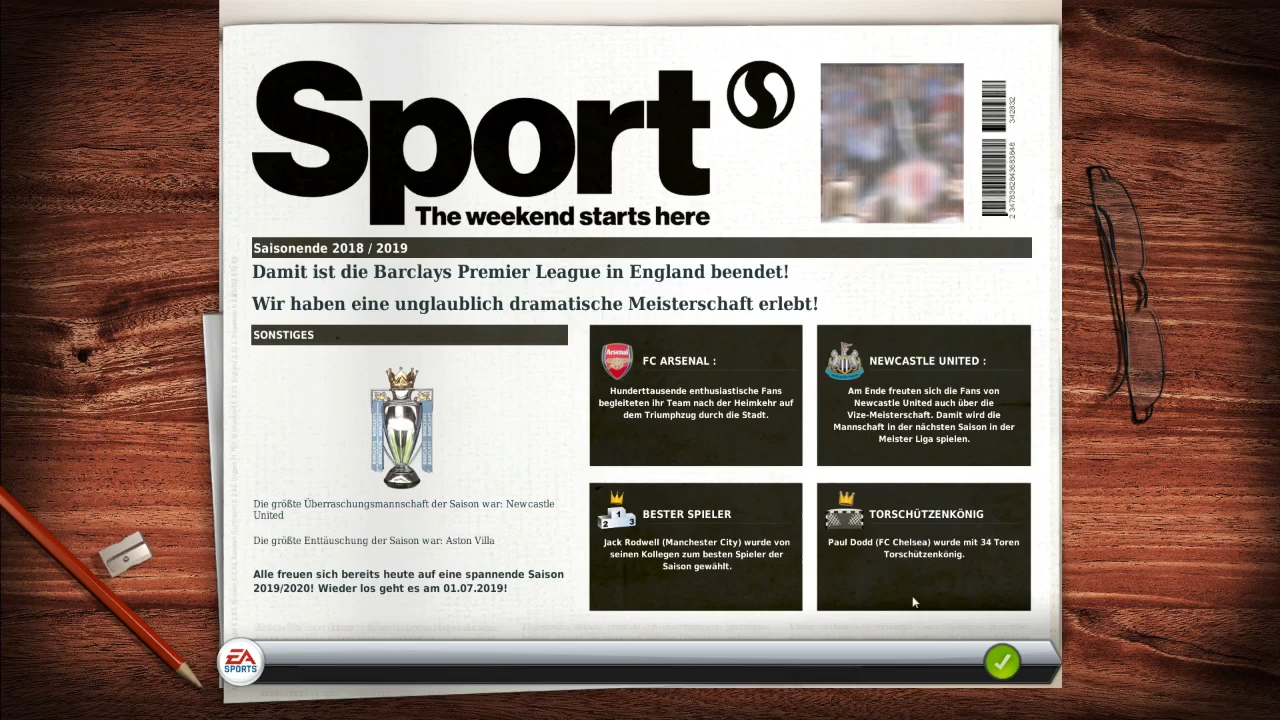 Sport
The weekend starts here
342832
2 3478362843683648
Saisonende 2018 / 2019
Damit ist die Barclays Premier League in England beendet!
Wir haben eine unglaublich dramatische Meisterschaft erlebt!
SONSTIGES
Die größte Überraschungsmannschaft der Saison war: Newcastle
United
Die größte Enttäuschung der Saison war: Aston Villa
Alle freuen sich bereits heute auf eine spannende Saison
2019/2020! Wieder los geht es am 01.07.2019!
Arsenal
FC ARSENAL :
Hunderttausende enthusiastische Fans
begleiteten ihr Team nach der Heimkehr auf
dem Triumphzug durch die Stadt.
NEWCASTLE UNITED :
Am Ende freuten sich die Fans von
Newcastle United auch über die
Vize-Meisterschaft. Damit wird die
Mannschaft in der nächsten Saison in der
Meister Liga spielen.
1
2
3
BESTER SPIELER
Jack Rodwell (Manchester City) wurde von
seinen Kollegen zum besten Spieler der
Saison gewählt.
TORSCHÜTZENKÖNIG
Paul Dodd (FC Chelsea) wurde mit 34 Toren
Torschützenkönig.
EA
SPORTS